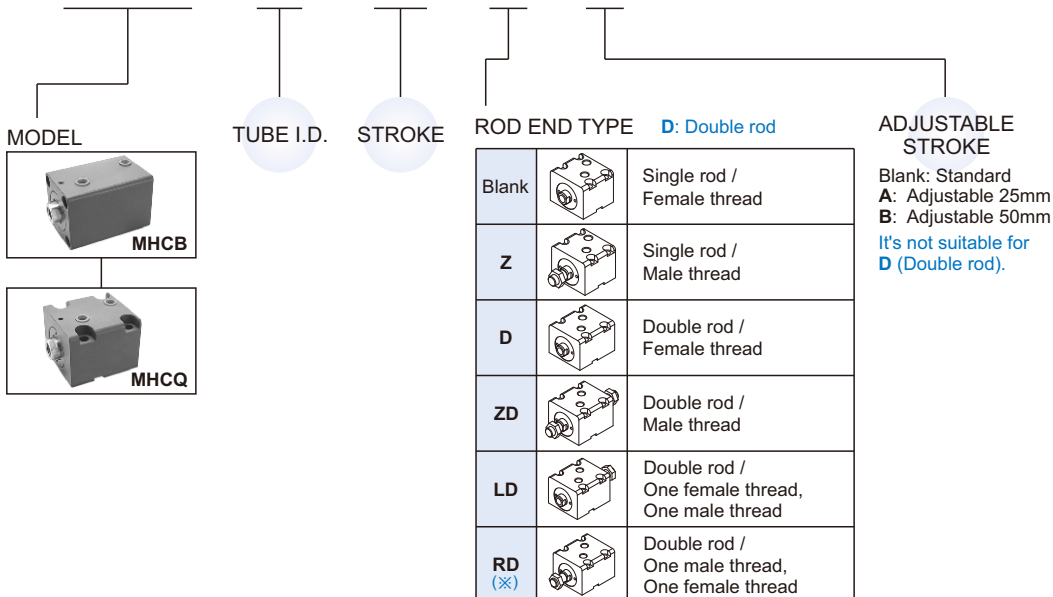 MODEL
MHCB
MHCQ
TUBE I.D.
STROKE
ROD END TYPE D: Double rod
Blank
Single rod /
Female thread
Z
Single rod /
Male thread
D
Double rod /
Female thread
ZD
Double rod /
Male thread
LD
Double rod /
One female thread,
One male thread
RD
(※)
Double rod /
One male thread,
One female thread
ADJUSTABLE
STROKE
Blank: Standard
A: Adjustable 25mm
B: Adjustable 50mm
It's not suitable for
D (Double rod).